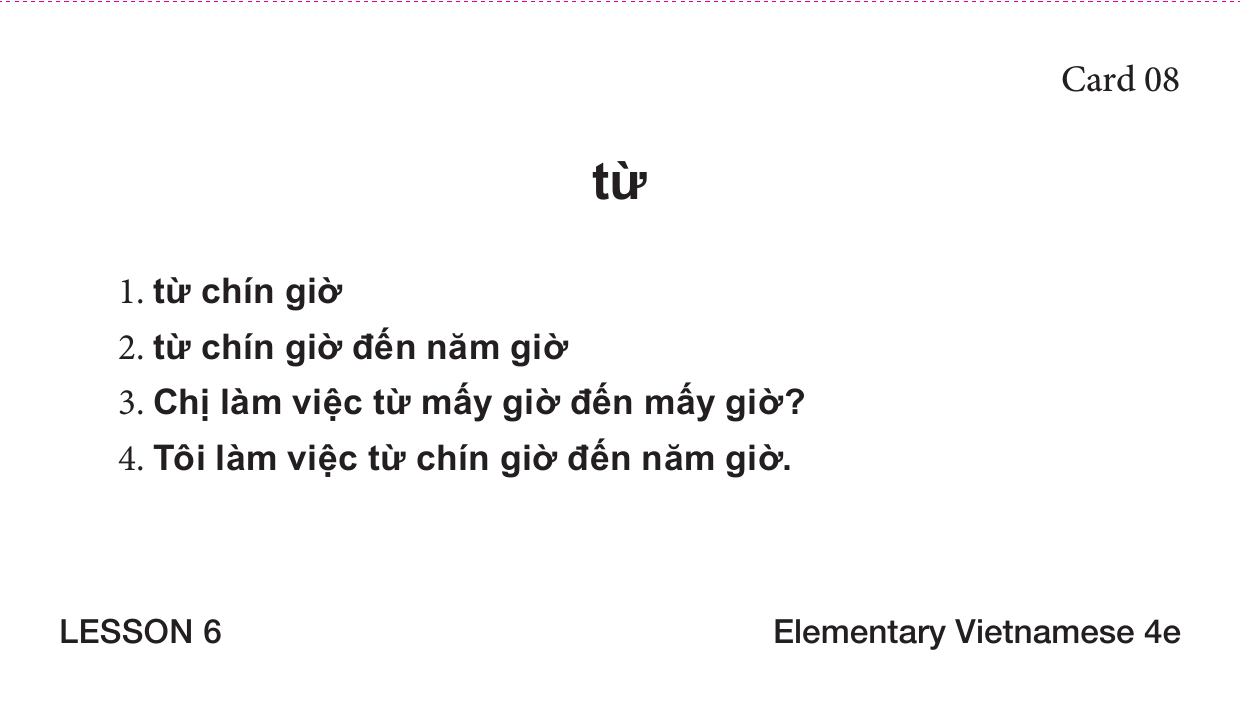 Card 08
từ
1. từ chín giờ
2. từ chín giờ đến năm giờ
3. Chị làm việc từ mấy giờ đến mấy giờ?
4. Tôi làm việc từ chín giờ đến năm giờ.
LESSON 6 Elementary Vietnamese 4e